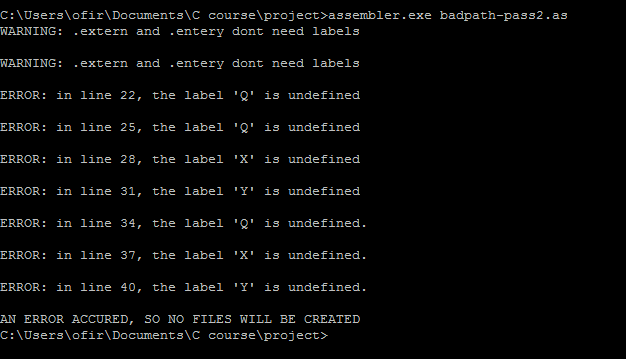 C:\Users\ofir\Documents\C course\project>assembler.exe badpath-pass2.as
WARNING: .extern and .entery dont need labels
WARNING: .extern and .entery dont need labels
ERROR: in line 22, the label 'Q' is undefined
ERROR: in line 25, the label 'Q' is undefined
ERROR: in line 28, the label 'X' is undefined
ERROR: in line 31, the label 'Y' is undefined
ERROR: in line 34, the label 'Q' is undefined.
ERROR: in line 37, the label 'X' is undefined.
ERROR: in line 40, the label 'Y' is undefined.
AN ERROR ACCURED, SO NO FILES WILL BE CREATED
C:\Users\ofir\Documents\C course\project>